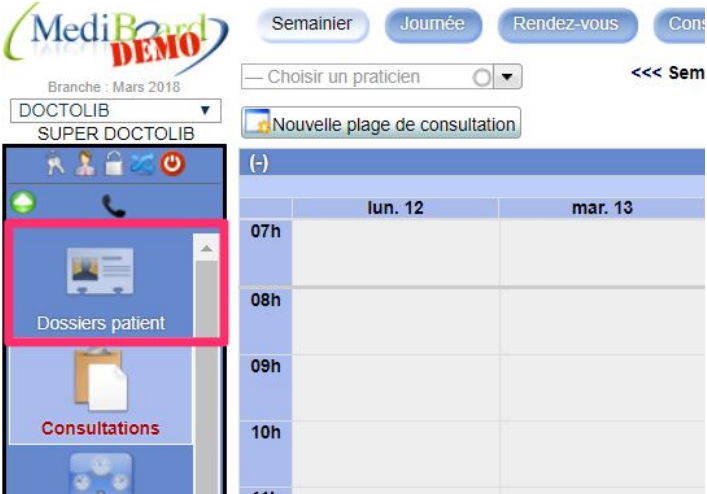 MediBoard
DEMO
Branche : Mars 2018
DOCTOLIB
SUPER DOCTOLIB
Dossiers patient
Consultations
Semainier Journée Rendez-vous
— Choisir un praticien
<<< Sem
Nouvelle plage de consultation
(-)
lun. 12 mar. 13
07h
08h
09h
10h